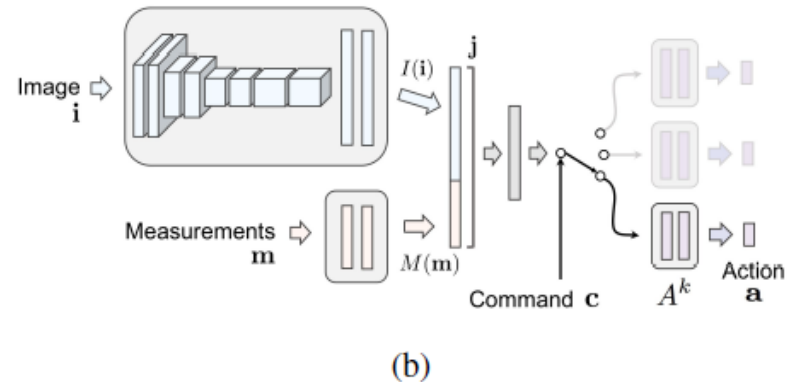 Image
i
I(i)
j
Measurements
m
M(m)
Command c
A^k
Action
a
(b)